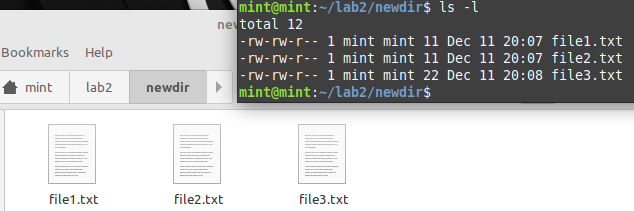 mint@mint:~/lab2/newdir$ ls -l
total 12
-rw-rw-r-- 1 mint mint 11 Dec 11 20:07 file1.txt
-rw-rw-r-- 1 mint mint 11 Dec 11 20:07 file2.txt
-rw-rw-r-- 1 mint mint 22 Dec 11 20:08 file3.txt
mint@mint:~/lab2/newdir$
Bookmarks Help
mint lab2 newdir
file1.txt file2.txt file3.txt